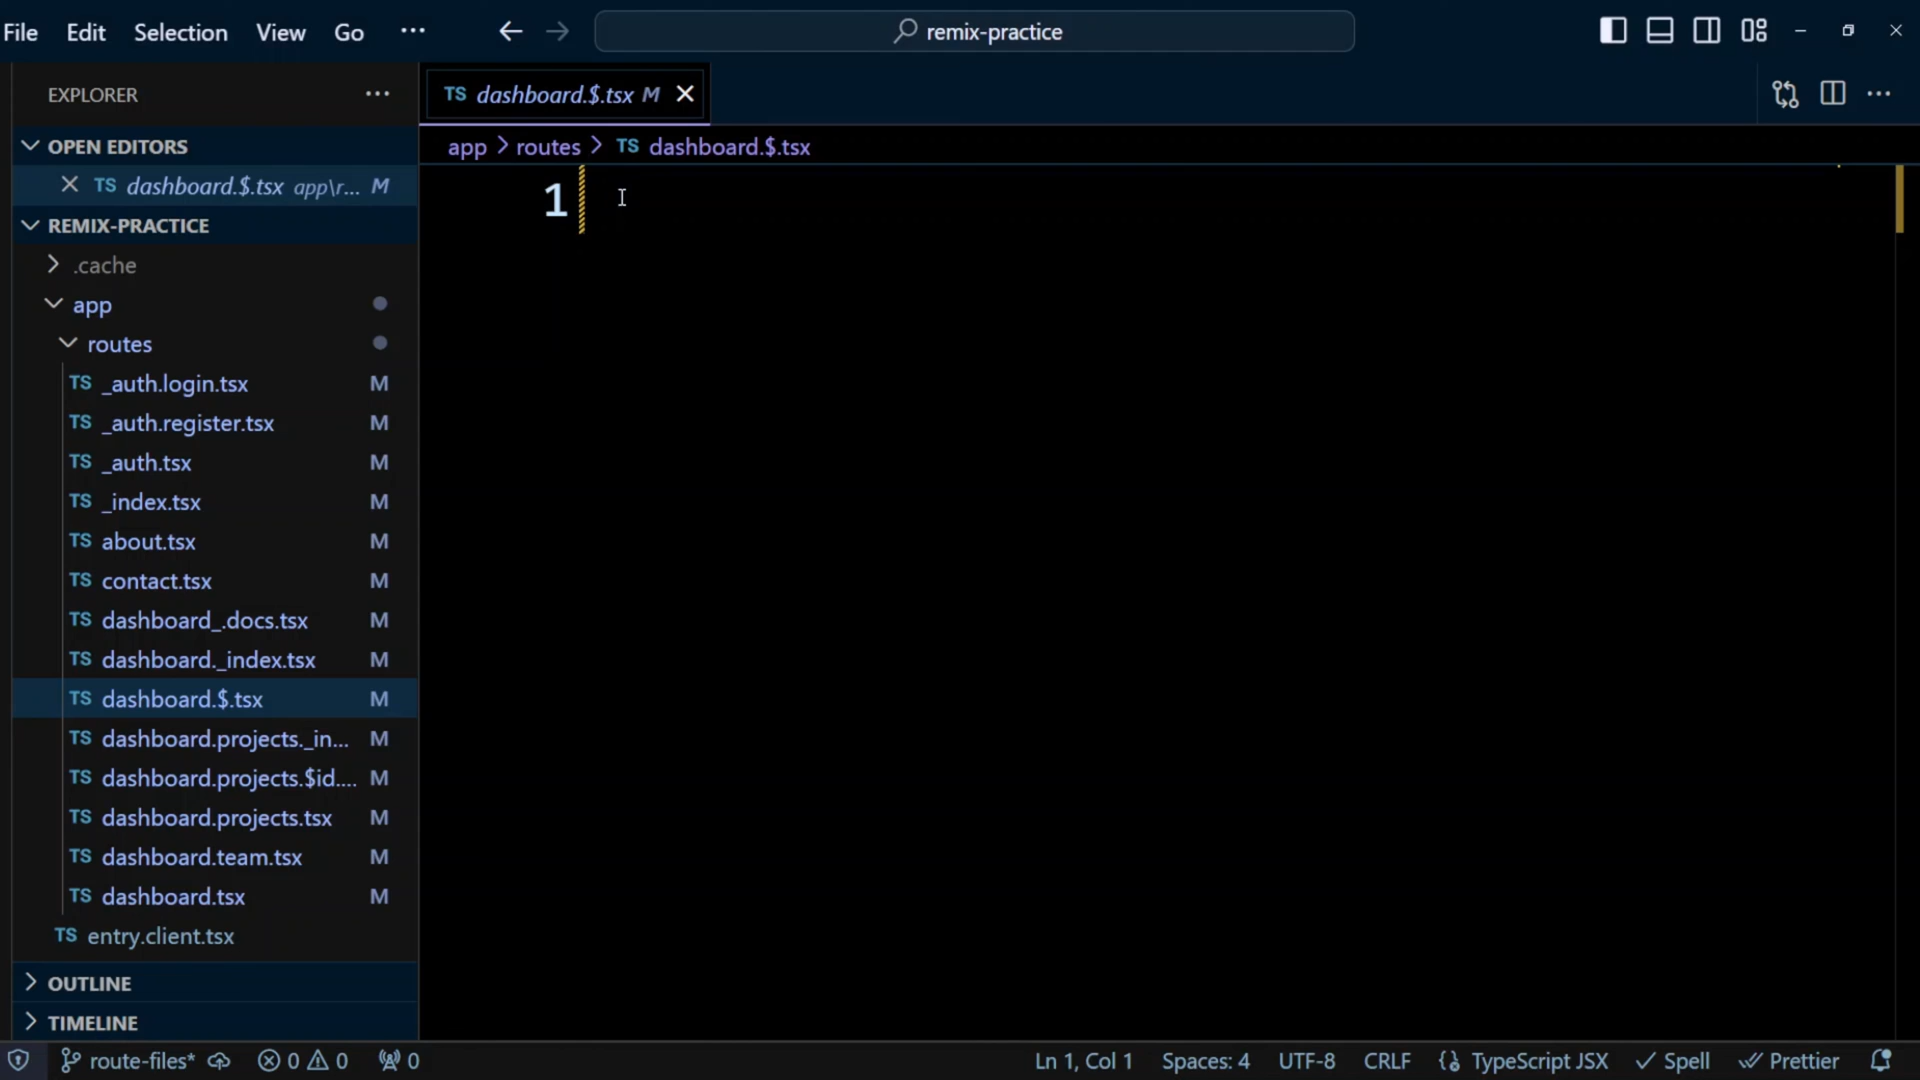 File Edit Selection View Go ···
remix-practice
EXPLORER ···
TS dashboard.$.tsx M
OPEN EDITORS
app > routes > TS dashboard.$.tsx
TS dashboard.$.tsx app\r... M
1
REMIX-PRACTICE
.cache
app
routes
TS _auth.login.tsx M
TS _auth.register.tsx M
TS _auth.tsx M
TS _index.tsx M
TS about.tsx M
TS contact.tsx M
TS dashboard_.docs.tsx M
TS dashboard._index.tsx M
TS dashboard.$.tsx M
TS dashboard.projects._in... M
TS dashboard.projects.$id.... M
TS dashboard.projects.tsx M
TS dashboard.team.tsx M
TS dashboard.tsx M
TS entry.client.tsx
OUTLINE
TIMELINE
route-files* 0 0 0 Ln 1, Col 1 Spaces: 4 UTF-8 CRLF TypeScript JSX Spell Prettier